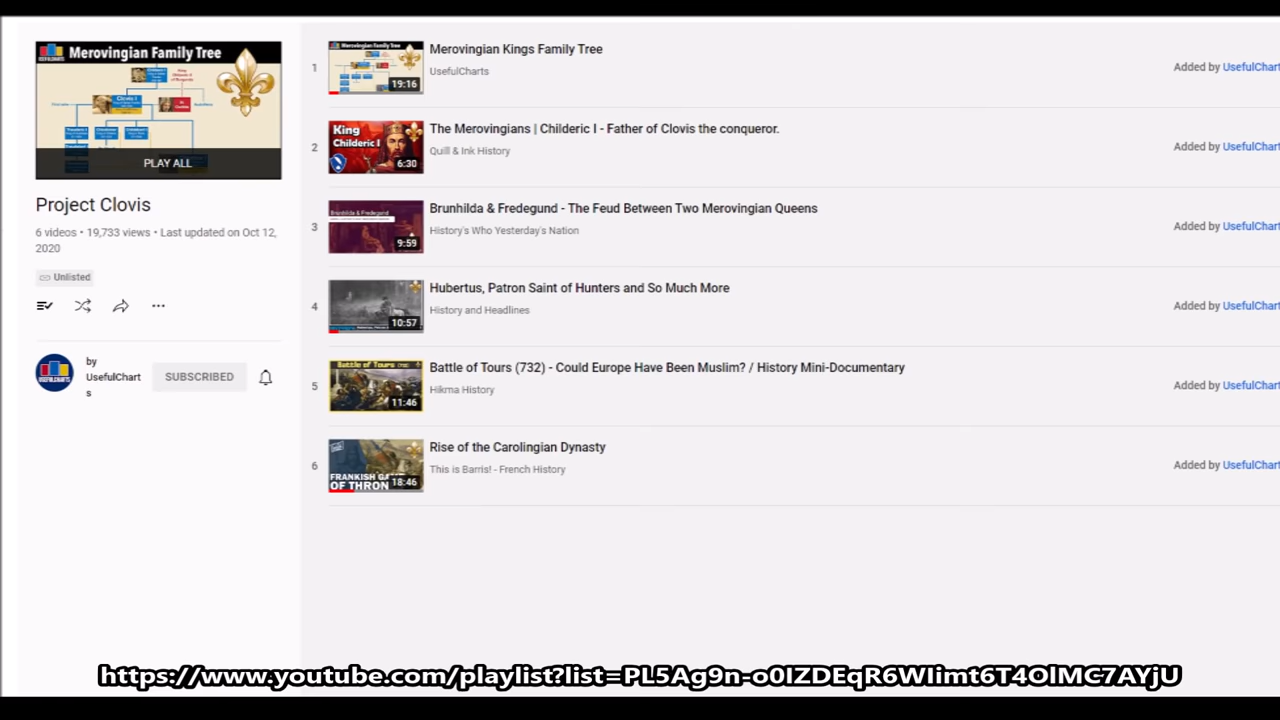 Merovingian Family Tree
PLAY ALL
Project Clovis
6 videos • 19,733 views • Last updated on Oct 12,
2020
Unlisted
by
UsefulChart
s
SUBSCRIBED
1
19:16
Merovingian Kings Family Tree
UsefulCharts
Added by UsefulChart
2
King
Childeric I
6:30
The Merovingians | Childeric I - Father of Clovis the conqueror.
Quill & Ink History
Added by UsefulChart
3
Brunhilda & Fredegund
9:59
Brunhilda & Fredegund - The Feud Between Two Merovingian Queens
History's Who Yesterday's Nation
Added by UsefulChart
4
10:57
Hubertus, Patron Saint of Hunters and So Much More
History and Headlines
Added by UsefulChart
5
Battle of Tours (732)
11:46
Battle of Tours (732) - Could Europe Have Been Muslim? / History Mini-Documentary
Hikma History
Added by UsefulChart
6
FRANKISH
OF THRON
18:46
Rise of the Carolingian Dynasty
This is Barris! - French History
Added by UsefulChart
https://www.youtube.com/playlist?list=PL5Ag9n-o0IZDEqR6WIimt6T4OlMC7AYjU